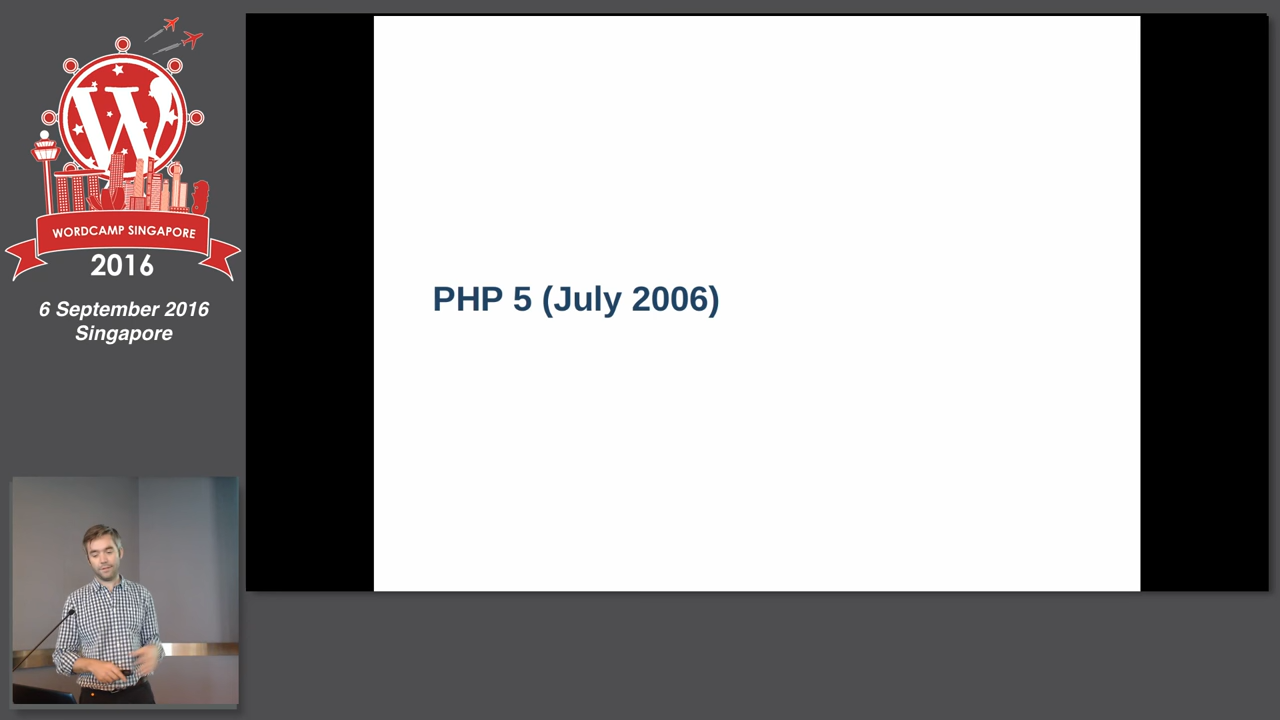 WORDCAMP SINGAPORE
2016
6 September 2016
Singapore
PHP 5 (July 2006)